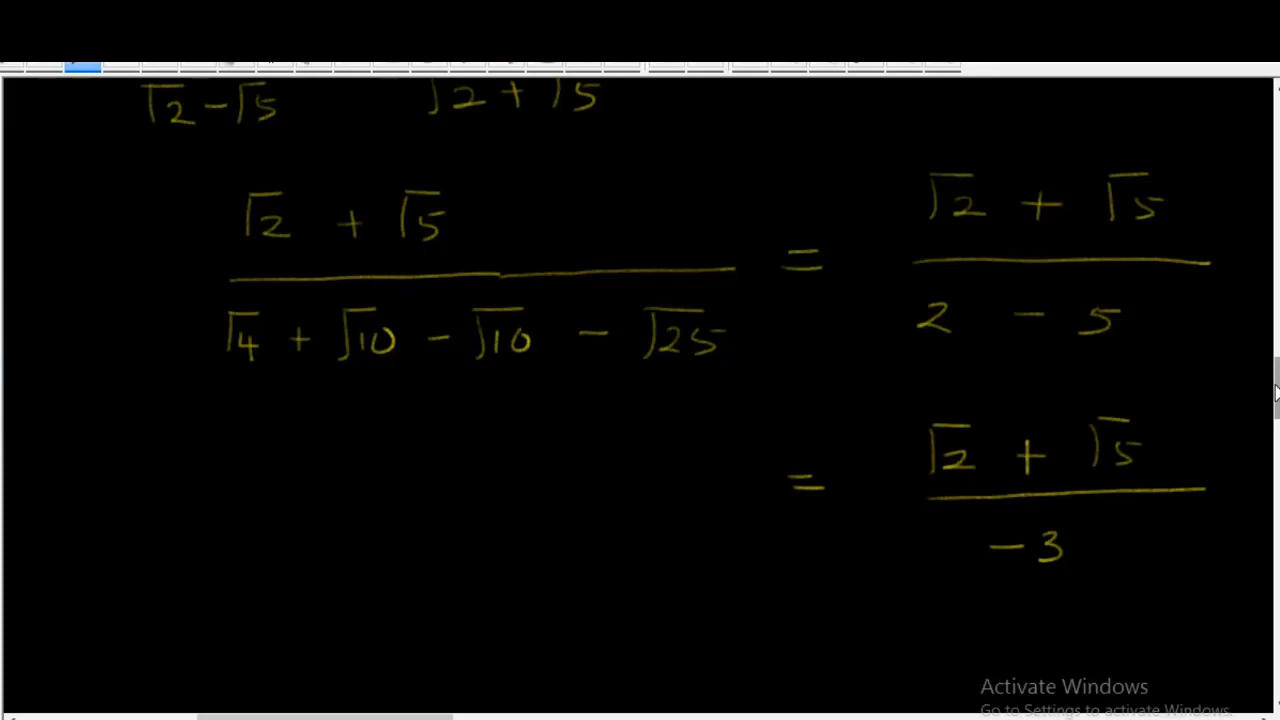 √2 - √5 √2 + √5
√2 + √5 = √2 + √5
√4 + √10 - √10 - √25 2 - 5
= √2 + √5
-3
Activate Windows
Go to Settings to activate Windows.